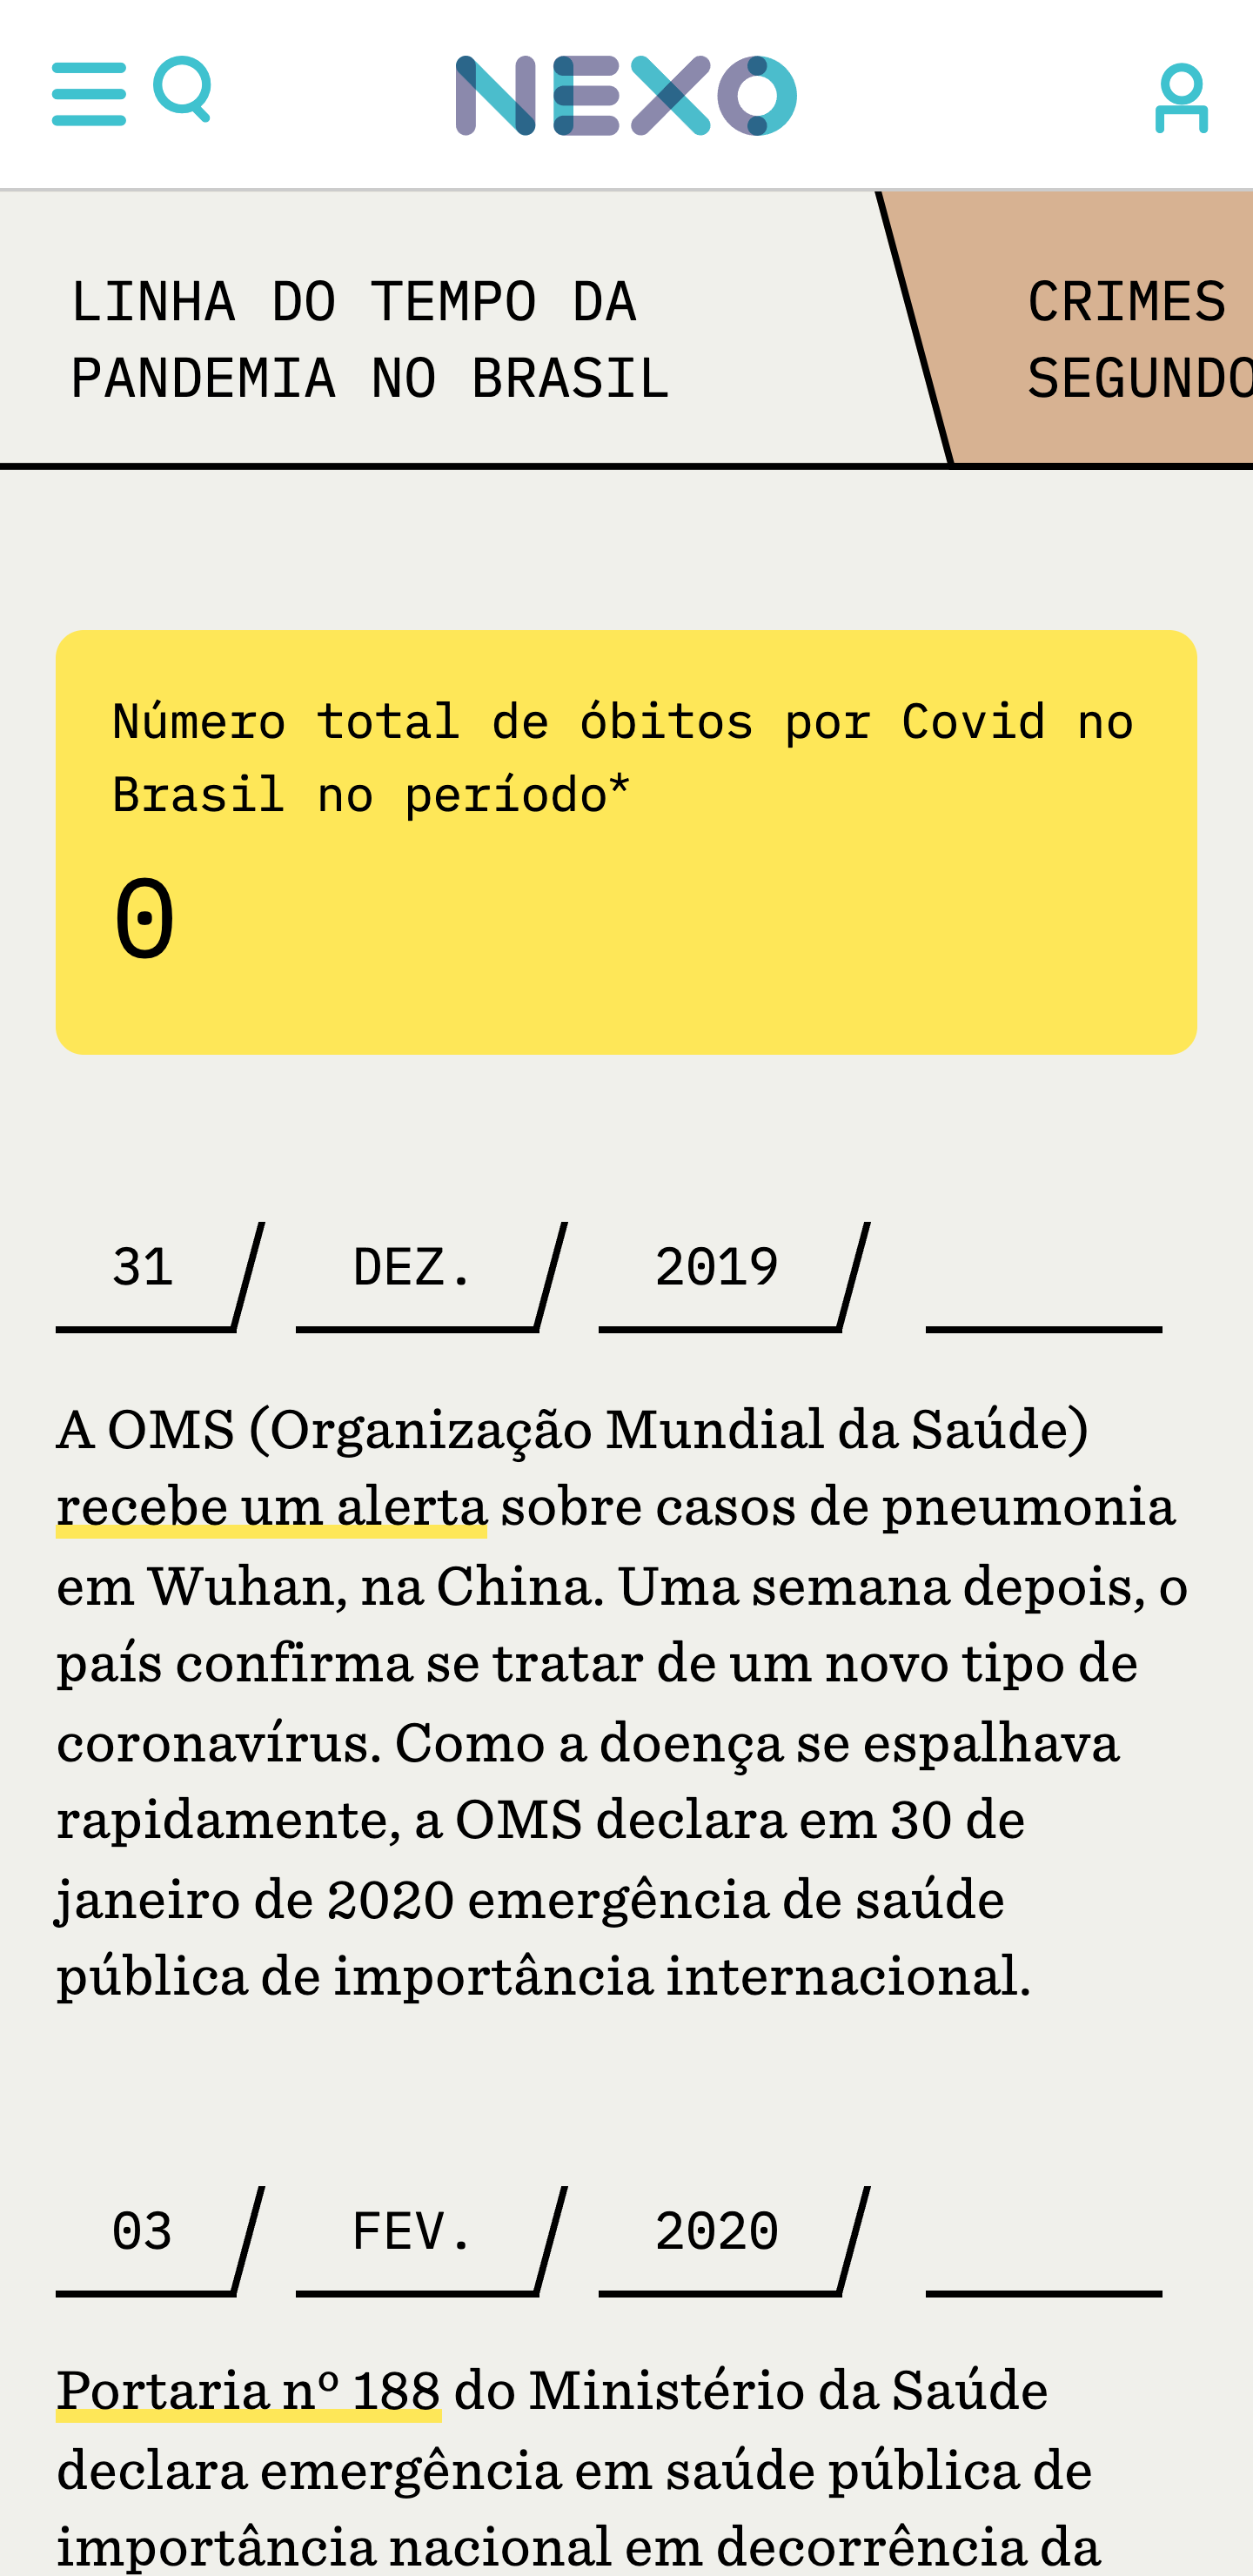 NEXO
LINHA DO TEMPO DA
PANDEMIA NO BRASIL
CRIMES
SEGUNDO
Número total de óbitos por Covid no
Brasil no período*
0
31 / DEZ. / 2019 /
A OMS (Organização Mundial da Saúde)
recebe um alerta sobre casos de pneumonia
em Wuhan, na China. Uma semana depois, o
país confirma se tratar de um novo tipo de
coronavírus. Como a doença se espalhava
rapidamente, a OMS declara em 30 de
janeiro de 2020 emergência de saúde
pública de importância internacional.
03 / FEV. / 2020 /
Portaria nº 188 do Ministério da Saúde
declara emergência em saúde pública de
importância nacional em decorrência da